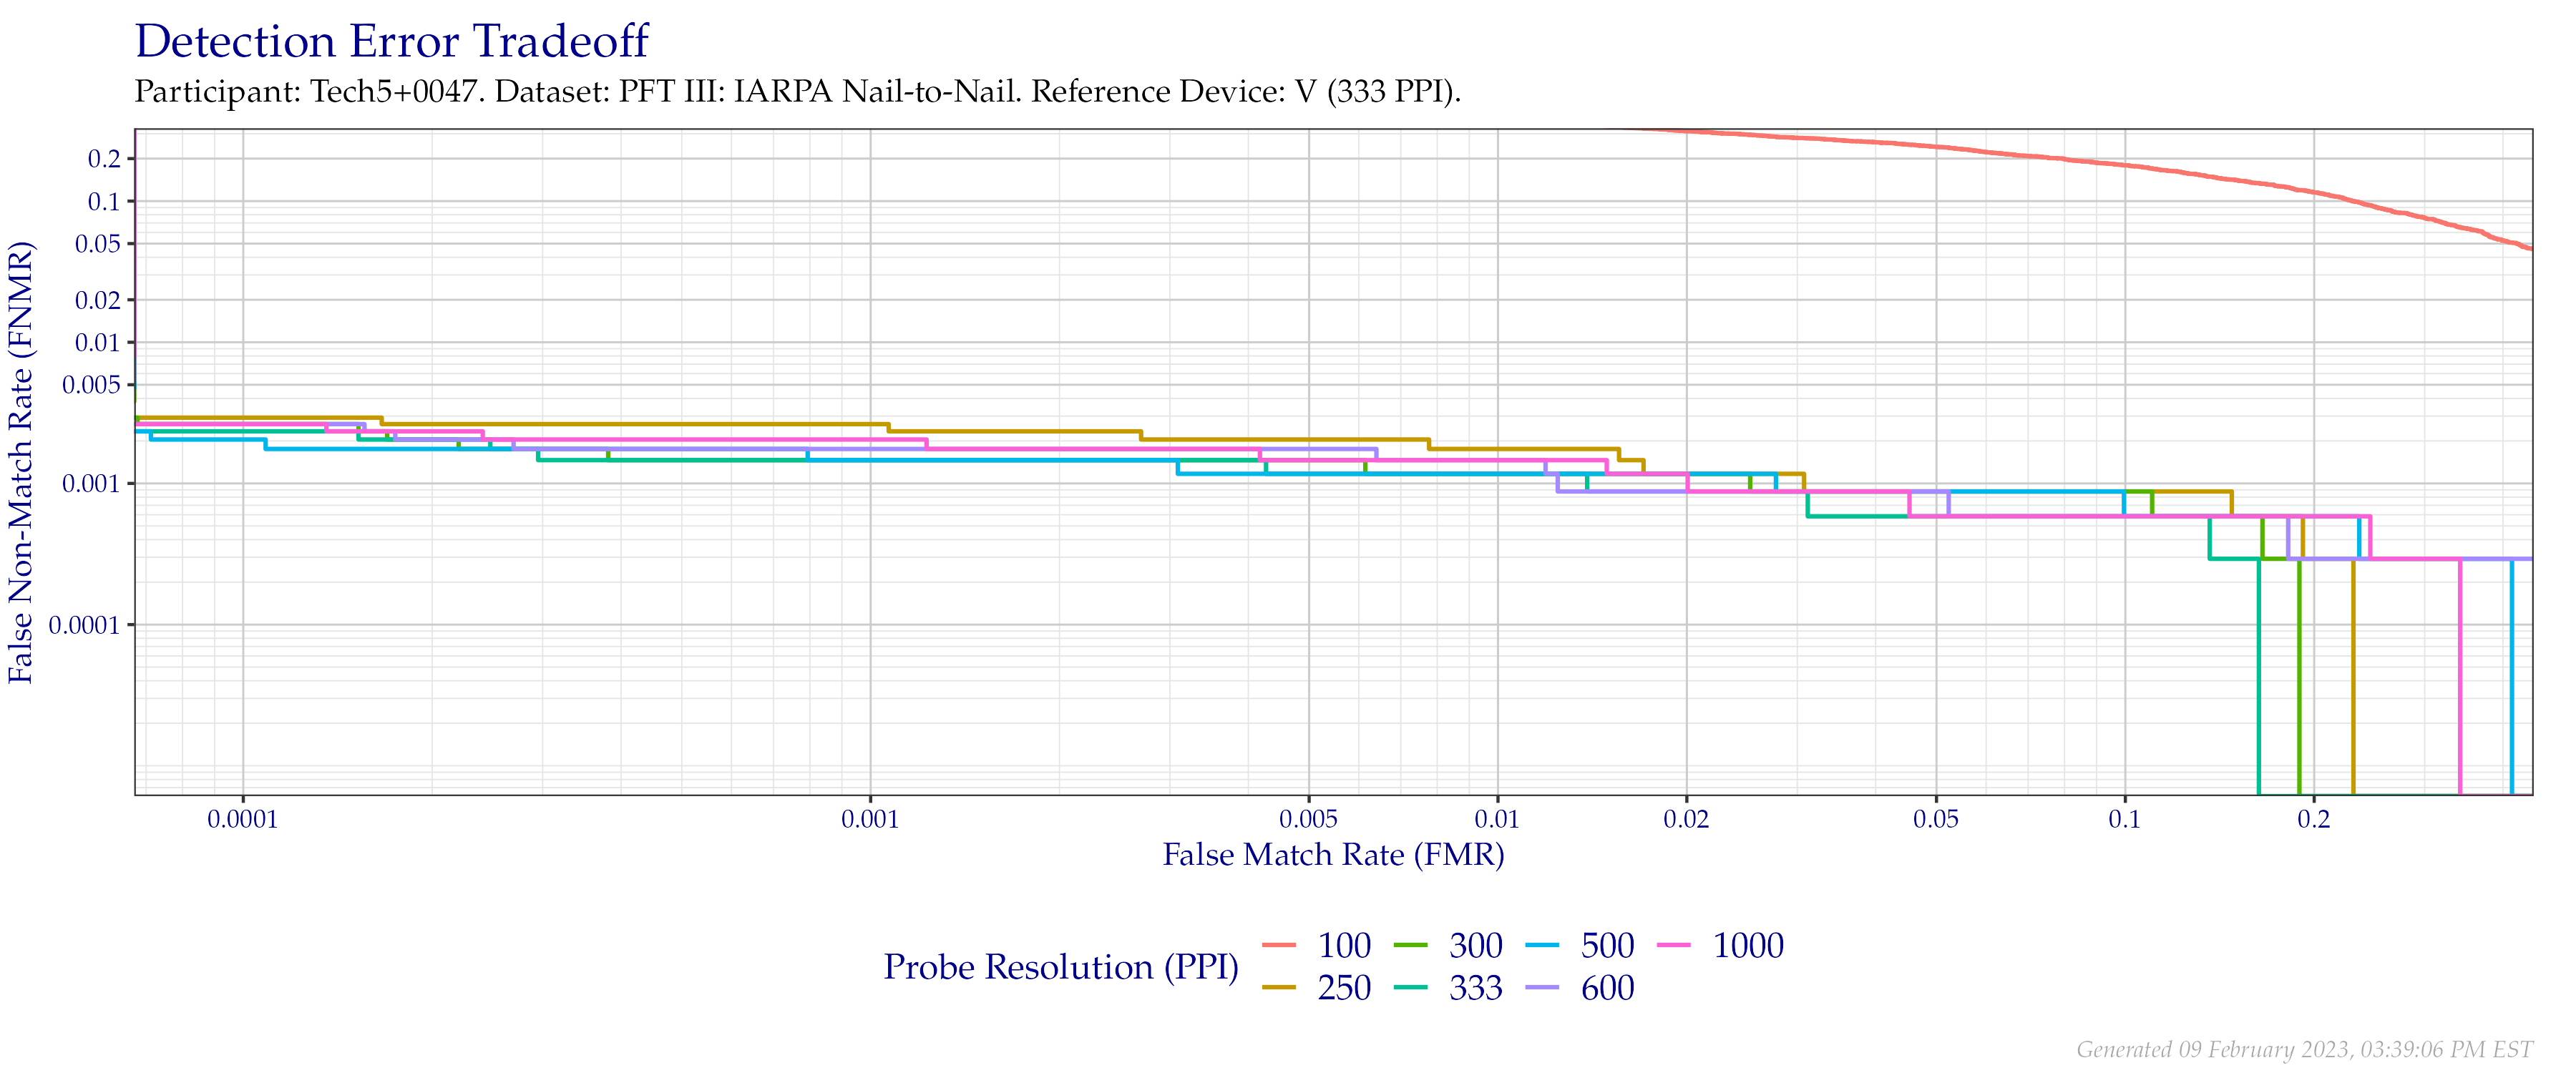 Detection Error Tradeoff
Participant: Tech5+0047. Dataset: PFT III: IARPA Nail-to-Nail. Reference Device: V (333 PPI).
False Non-Match Rate (FNMR)
0.2
0.1
0.05
0.02
0.01
0.005
0.001
0.0001
0.0001 0.001 0.005 0.01 0.02 0.05 0.1 0.2
False Match Rate (FMR)
Probe Resolution (PPI)
100 300 500 1000
250 333 600
Generated 09 February 2023, 03:39:06 PM EST